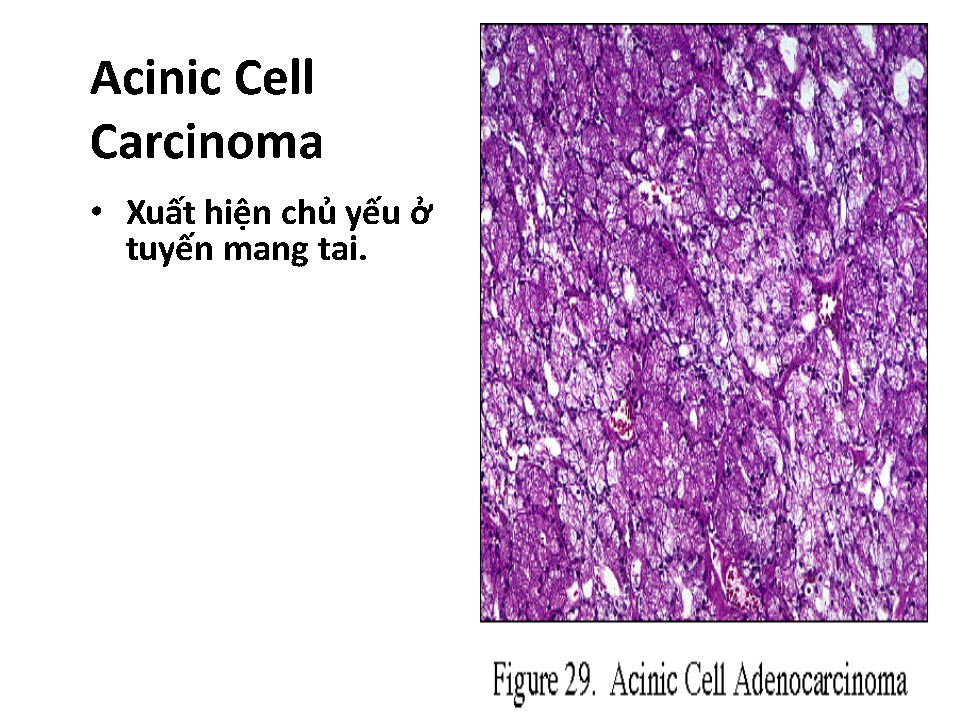 Acinic Cell
Carcinoma
• Xuất hiện chủ yếu ở
tuyến mang tai.
Figure 29. Acinic Cell Adenocarcinoma